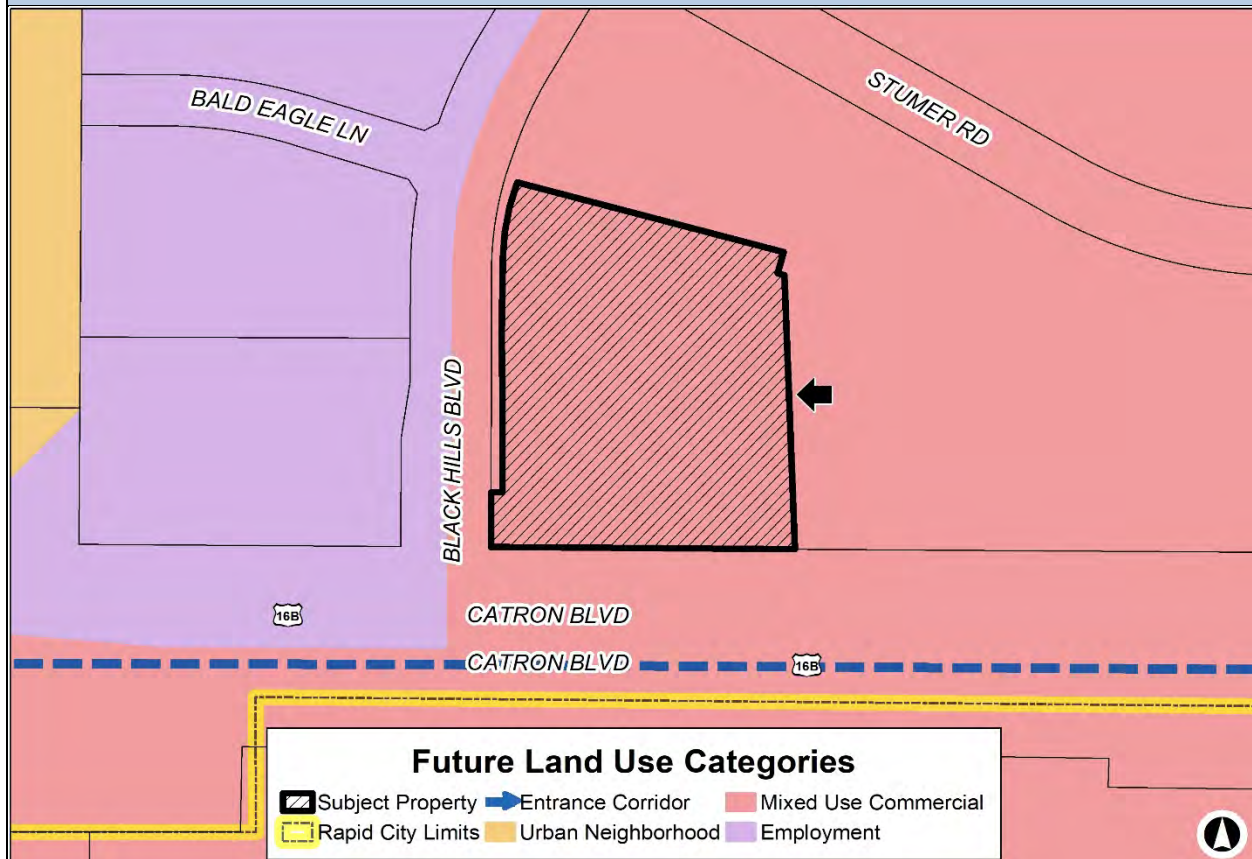 BALD EAGLE LN
STUMER RD
BLACK HILLS BLVD
16B
CATRON BLVD
CATRON BLVD
16B
Future Land Use Categories
Subject Property Entrance Corridor Mixed Use Commercial
Rapid City Limits Urban Neighborhood Employment